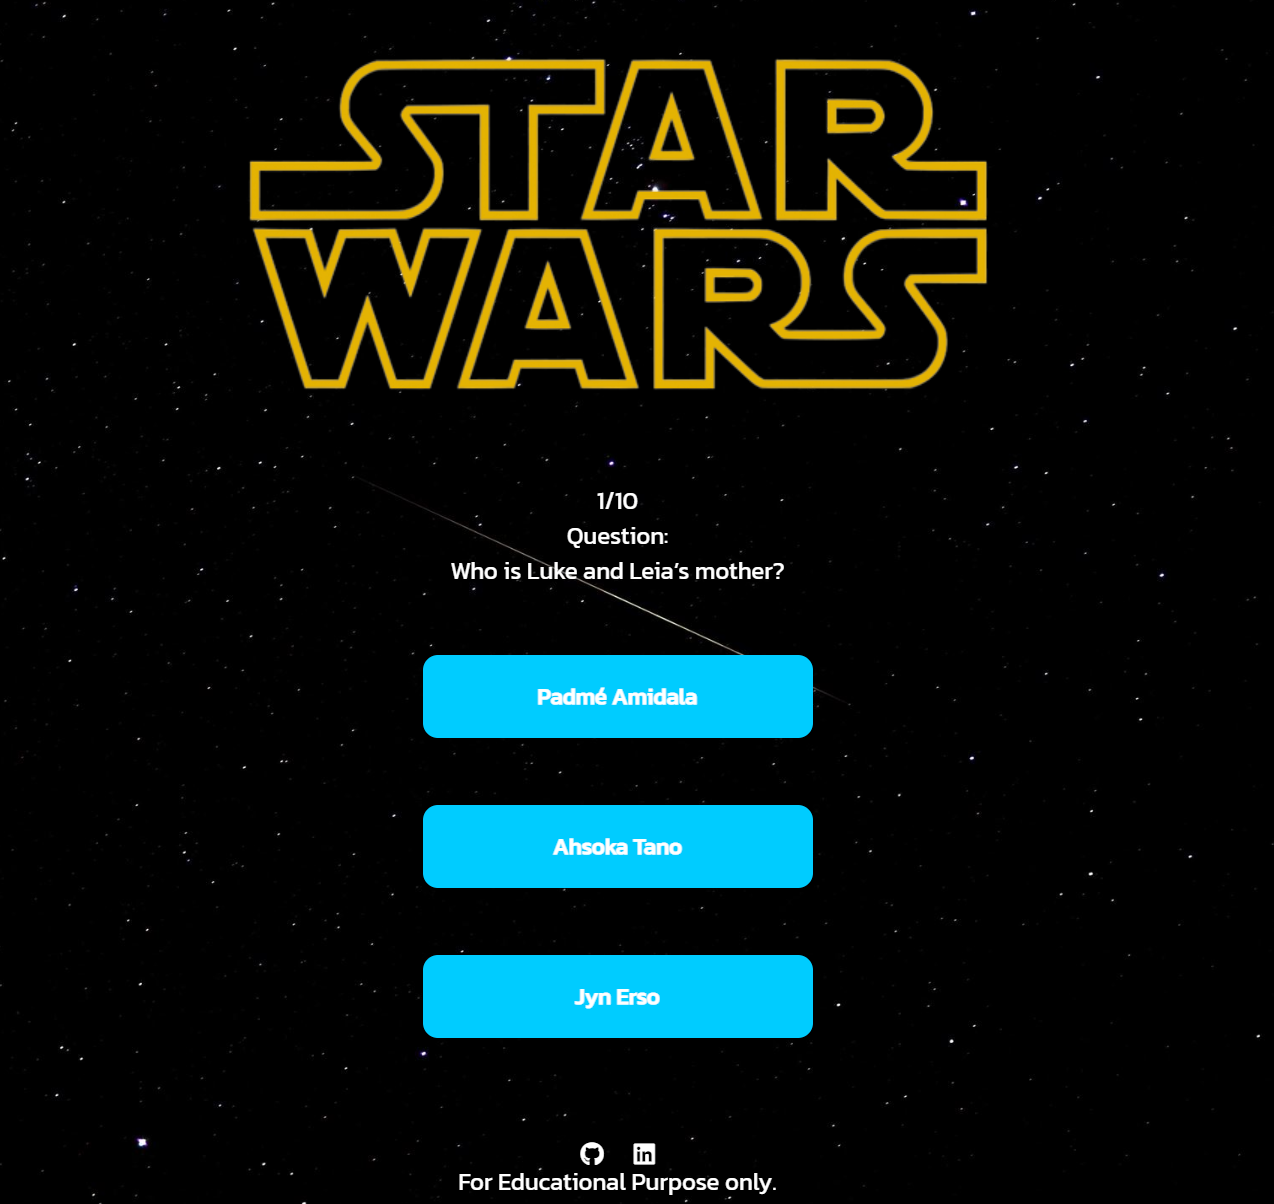 STAR
WARS
1/10
Question:
Who is Luke and Leia’s mother?
Padmé Amidala
Ahsoka Tano
Jyn Erso
in
For Educational Purpose only.